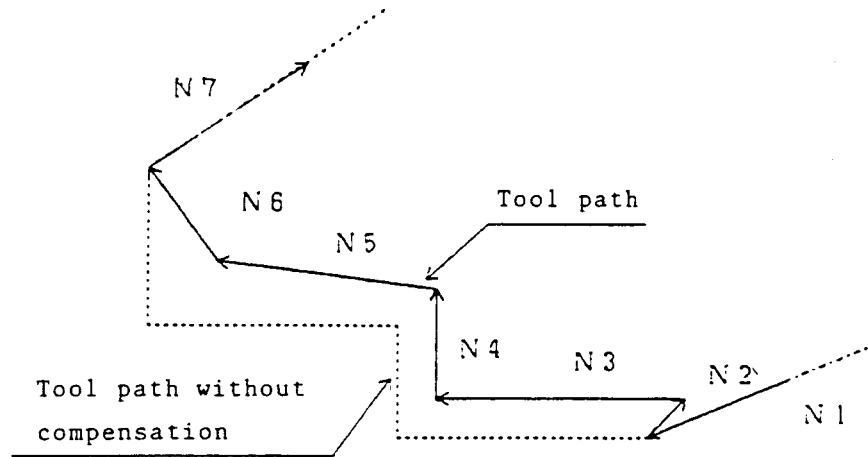 N7
N6
Tool path
N5
N4
N3
N2
N1
Tool path without
compensation